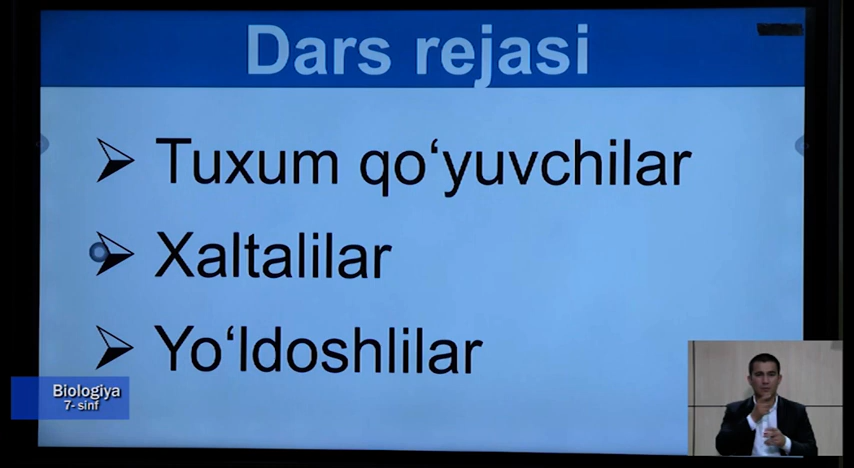 Dars rejasi
Tuxum qo‘yuvchilar
Xaltalilar
Yo‘ldoshlilar
Biologiya
7- sinf